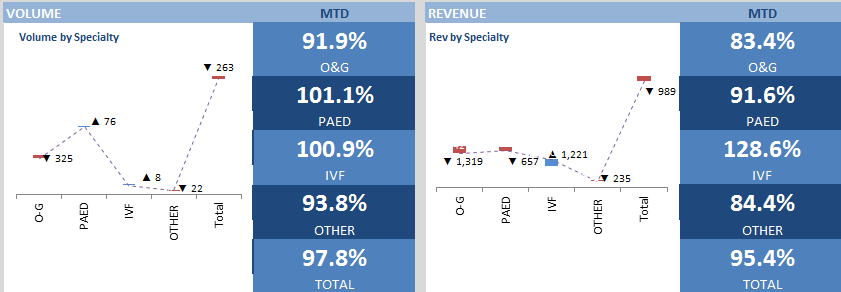 VOLUME MTD
Volume by Specialty
91.9%
O&G
▼ 263
101.1%
PAED
▲ 76
▼ 325
100.9%
IVF
▲ 8
▼ 22
93.8%
OTHER
O-G PAED IVF OTHER Total
97.8%
TOTAL
REVENUE MTD
Rev by Specialty
83.4%
O&G
▼ 989
91.6%
PAED
▼ 1,319 ▼ 657 ▲ 1,221
128.6%
IVF
▼ 235
84.4%
OTHER
O-G PAED IVF OTHER Total
95.4%
TOTAL